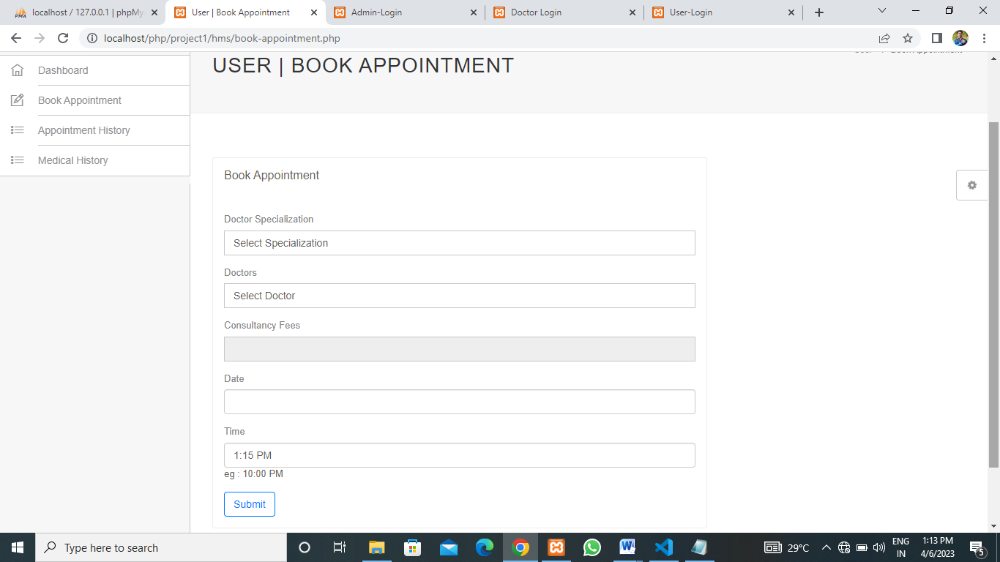 localhost / 127.0.0.1 | phpMy
User | Book Appointment
Admin-Login
Doctor Login
User-Login
localhost/php/project1/hms/book-appointment.php
USER | BOOK APPOINTMENT
Dashboard
Book Appointment
Appointment History
Medical History
Book Appointment
Doctor Specialization
Select Specialization
Doctors
Select Doctor
Consultancy Fees
Date
Time
1:15 PM
eg : 10:00 PM
Submit
Type here to search
29°C
ENG
IN
1:13 PM
4/6/2023
5